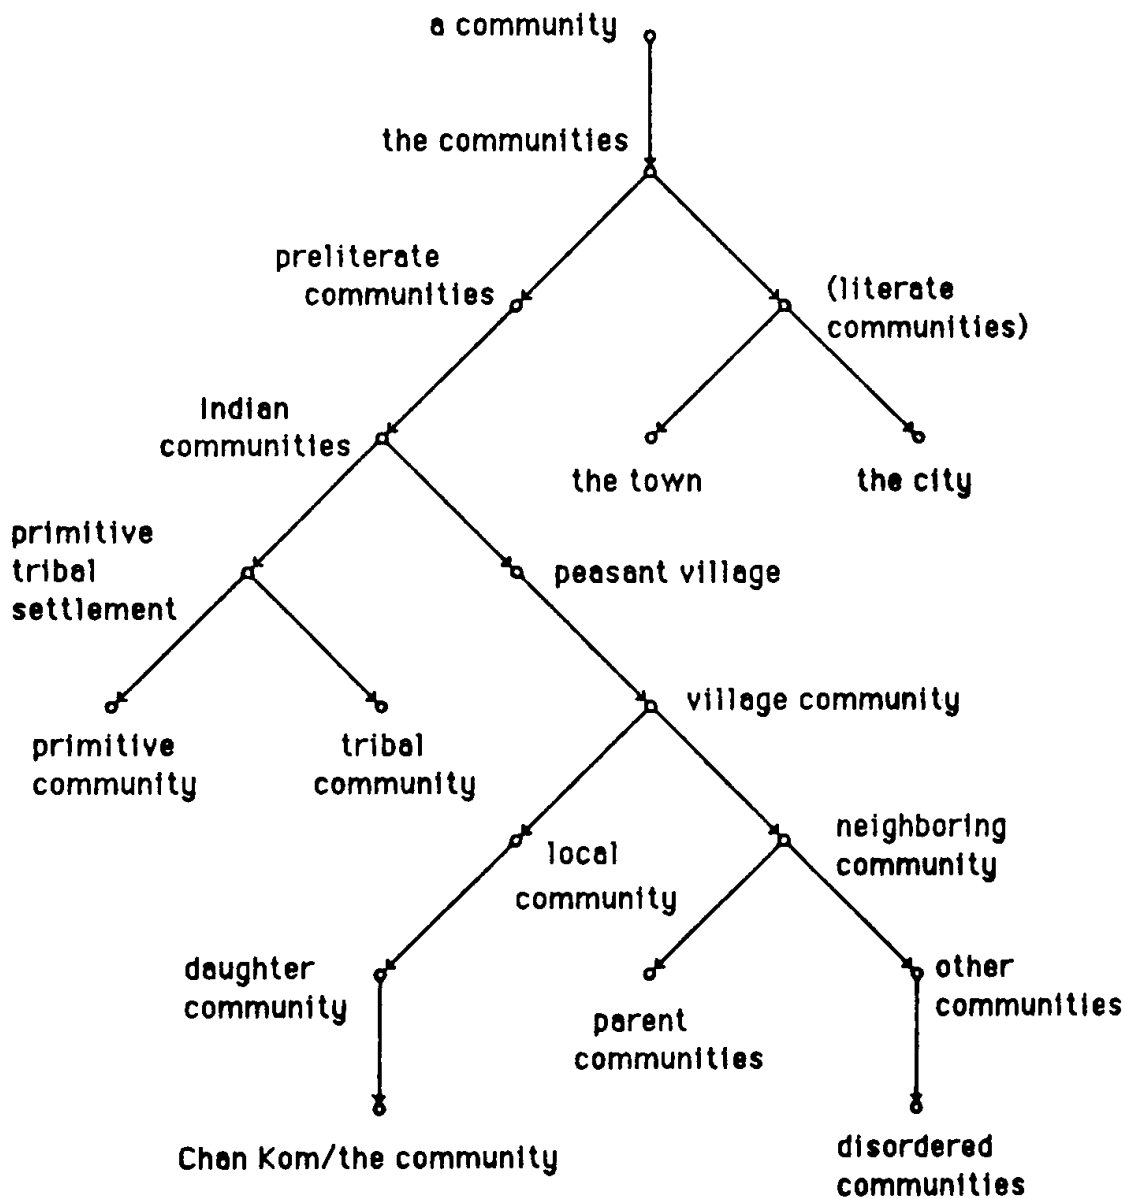 a community
the communities
preliterate
communities
(literate
communities)
Indian
communities
the town
the city
primitive
tribal
settlement
peasant village
village community
primitive
community
tribal
community
local
community
neighboring
community
daughter
community
parent
communities
other
communities
Chan Kom/the community
disordered
communities